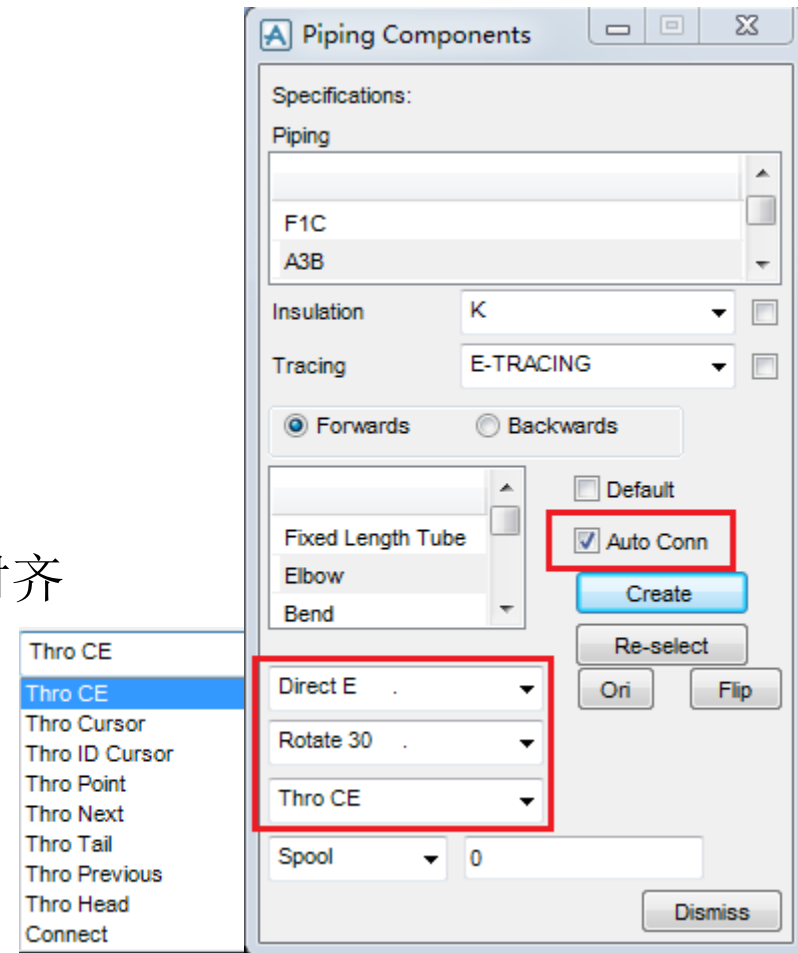 Piping Components
Specifications:
Piping
F1C
A3B
Insulation K
Tracing E-TRACING
Forwards Backwards
Default
Fixed Length Tube
Elbow
Bend
Auto Conn
Create
Re-select
Ori Flip
Direct E .
Rotate 30 .
Thro CE
Spool 0
Dismiss
齐
Thro CE
Thro CE
Thro Cursor
Thro ID Cursor
Thro Point
Thro Next
Thro Tail
Thro Previous
Thro Head
Connect